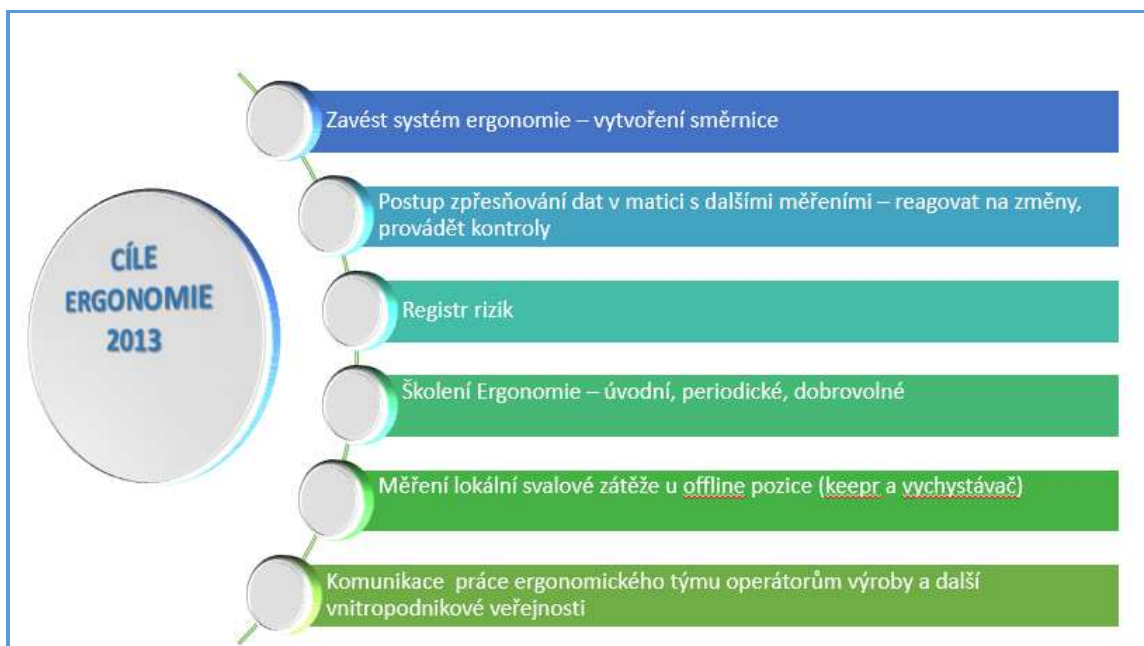 CÍLE
ERGONOMIE
2013
Zavést systém ergonomie – vytvoření směrnice
Postup zpřesňování dat v matici s dalšími měřeními – reagovat na změny,
provádět kontroly
Registr rizik
Školení Ergonomie – úvodní, periodické, dobrovolné
Měření lokální svalové zátěže u offline pozice (keepr a vychystávač)
Komunikace  práce ergonomického týmu operátorům výroby a další
vnitropodnikové veřejnosti